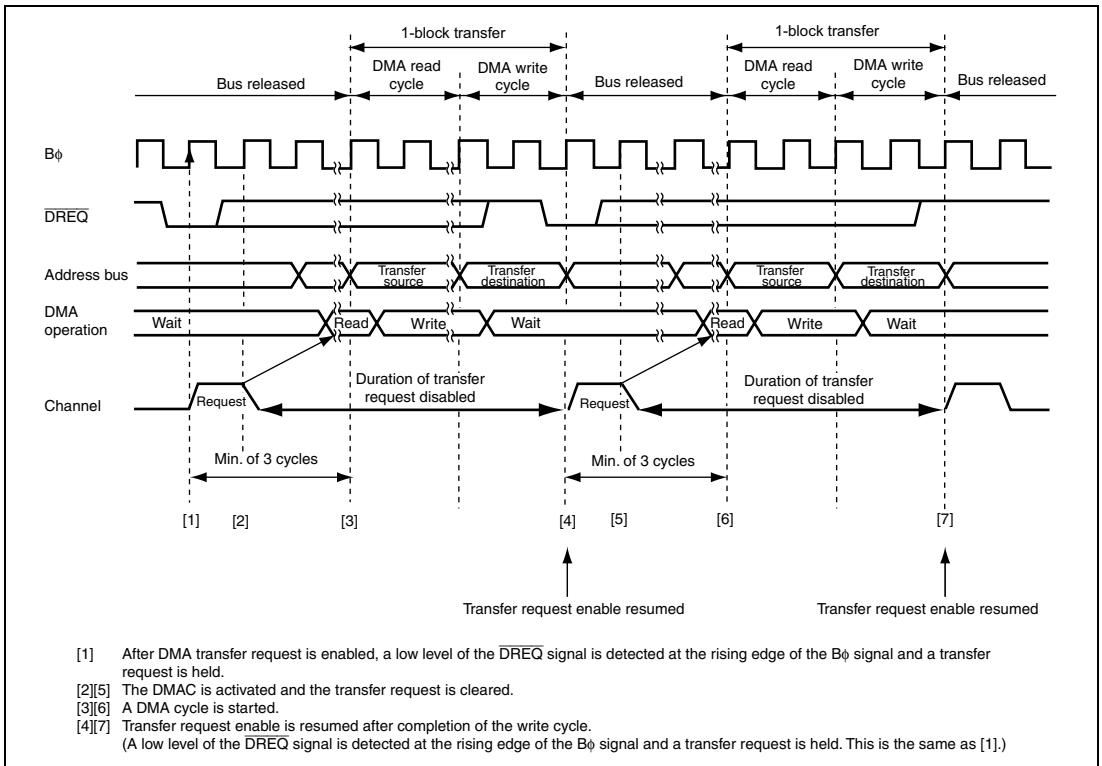 1-block transfer 1-block transfer
DMA read cycle DMA write cycle DMA read cycle DMA write cycle
Bus released Bus released Bus released
Bφ
DREQ
Address bus Transfer source Transfer destination Transfer source Transfer destination
DMA operation Wait Read Write Wait Read Write Wait
Channel Request Duration of transfer request disabled Request Duration of transfer request disabled
Min. of 3 cycles Min. of 3 cycles
[1] [2] [3] [4] [5] [6] [7]
Transfer request enable resumed Transfer request enable resumed
[1] After DMA transfer request is enabled, a low level of the DREQ signal is detected at the rising edge of the Bφ signal and a transfer
request is held.
[2][5] The DMAC is activated and the transfer request is cleared.
[3][6] A DMA cycle is started.
[4][7] Transfer request enable is resumed after completion of the write cycle.
(A low level of the DREQ signal is detected at the rising edge of the Bφ signal and a transfer request is held. This is the same as [1].)